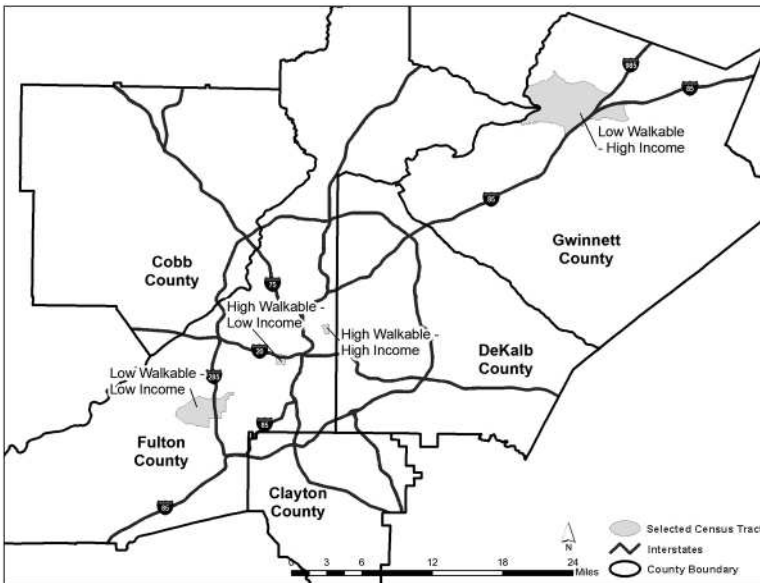 985
85
Low Walkable
- High Income
85
Gwinnett
County
Cobb
County
75
High Walkable -
Low Income
High Walkable -
High Income
20
DeKalb
County
Low Walkable -
Low Income
285
Fulton
County
85
Clayton
County
85
N
Selected Census Tract
Interstates
County Boundary
0 3 6 12 18 24
Miles